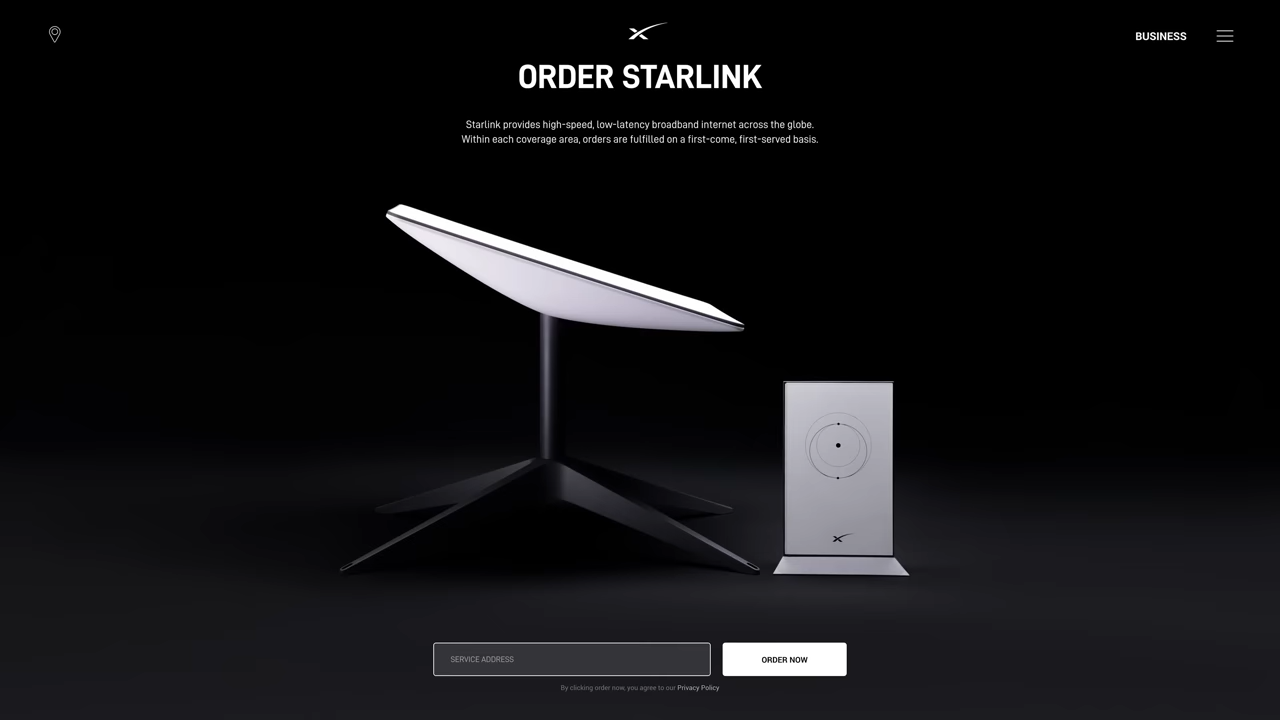 BUSINESS
ORDER STARLINK
Starlink provides high-speed, low-latency broadband internet across the globe.
Within each coverage area, orders are fulfilled on a first-come, first-served basis.
SERVICE ADDRESS
ORDER NOW
By clicking order now, you agree to our Privacy Policy